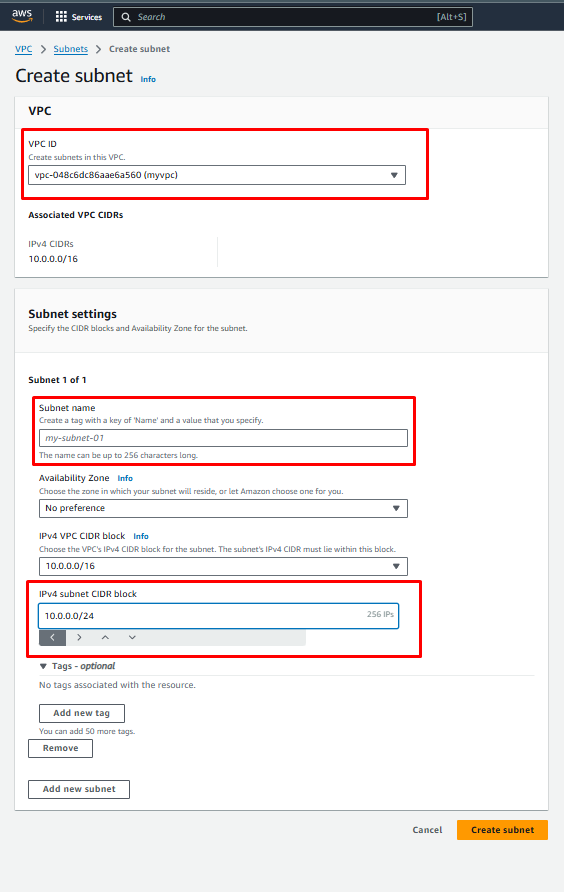 aws
Services
Search
[Alt+S]
VPC > Subnets > Create subnet
Create subnet Info
VPC
VPC ID
Create subnets in this VPC.
vpc-048c6dc86aae6a560 (myvpc)
Associated VPC CIDRs
IPv4 CIDRs
10.0.0.0/16
Subnet settings
Specify the CIDR blocks and Availability Zone for the subnet.
Subnet 1 of 1
Subnet name
Create a tag with a key of 'Name' and a value that you specify.
my-subnet-01
The name can be up to 256 characters long.
Availability Zone Info
Choose the zone in which your subnet will reside, or let Amazon choose one for you.
No preference
IPv4 VPC CIDR block Info
Choose the VPC's IPv4 CIDR block for the subnet. The subnet's IPv4 CIDR must lie within this block.
10.0.0.0/16
IPv4 subnet CIDR block
10.0.0.0/24
256 IPs
Tags - optional
No tags associated with the resource.
Add new tag
You can add 50 more tags.
Remove
Add new subnet
Cancel
Create subnet